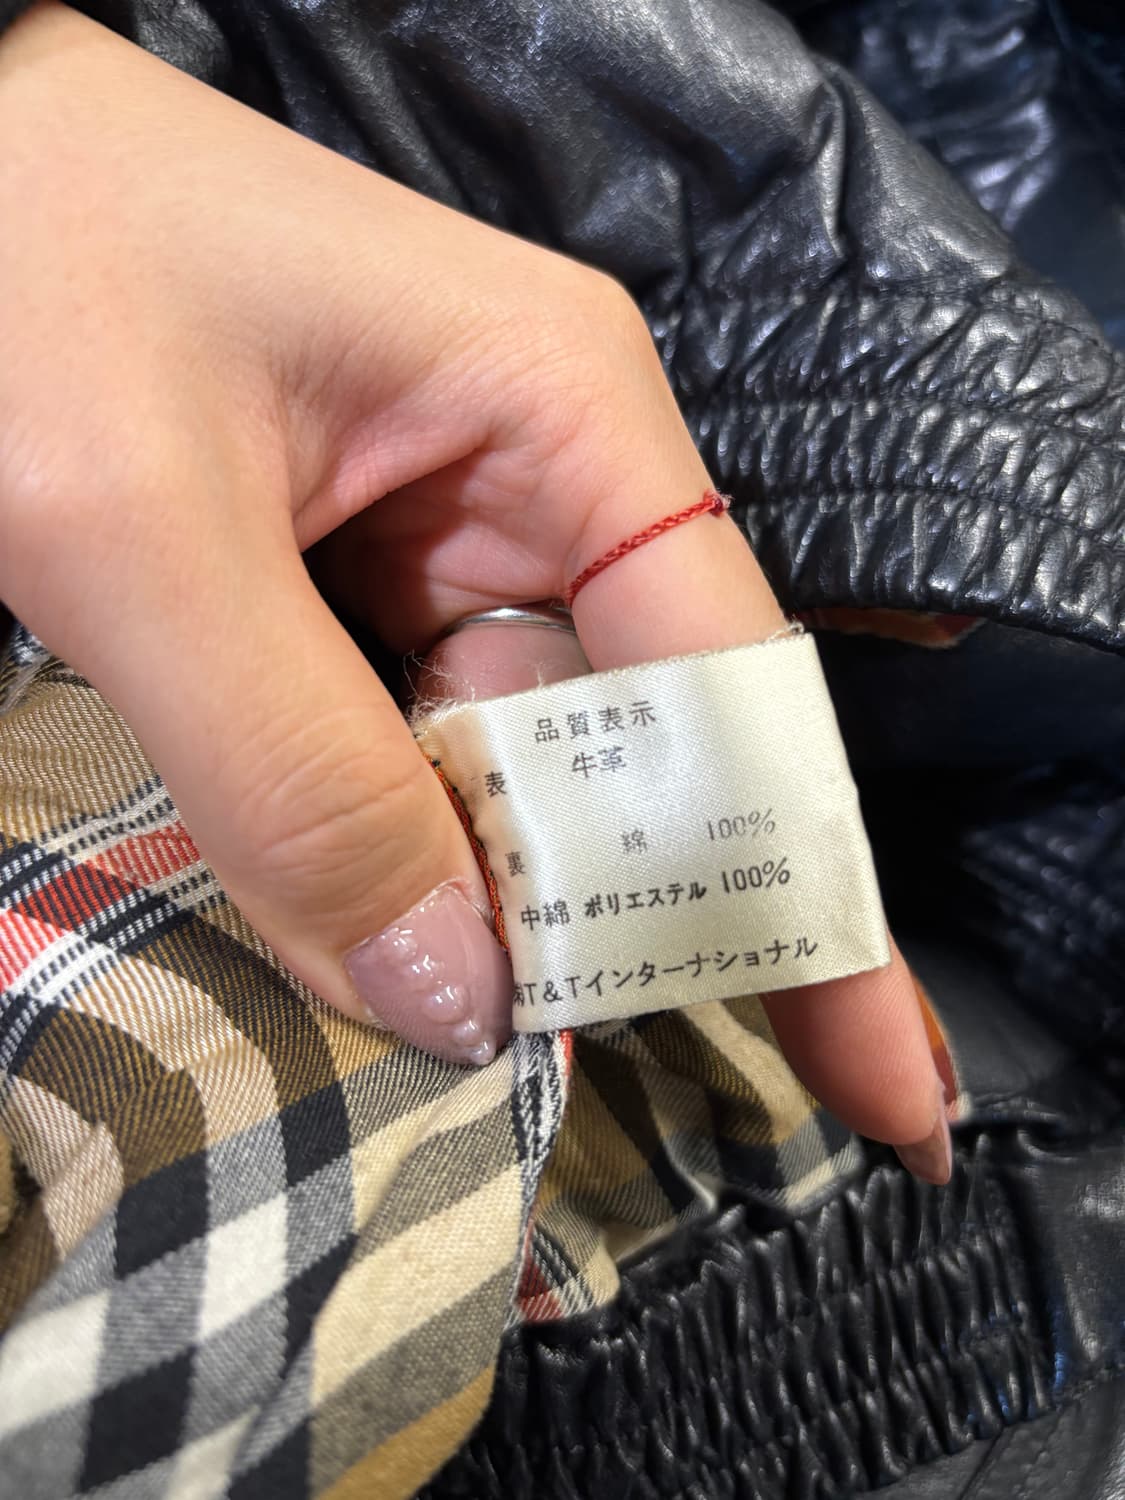 品質表示
表 牛革
裏 綿 100%
中綿 ポリエステル 100%
㈱T&Tインターナショナル